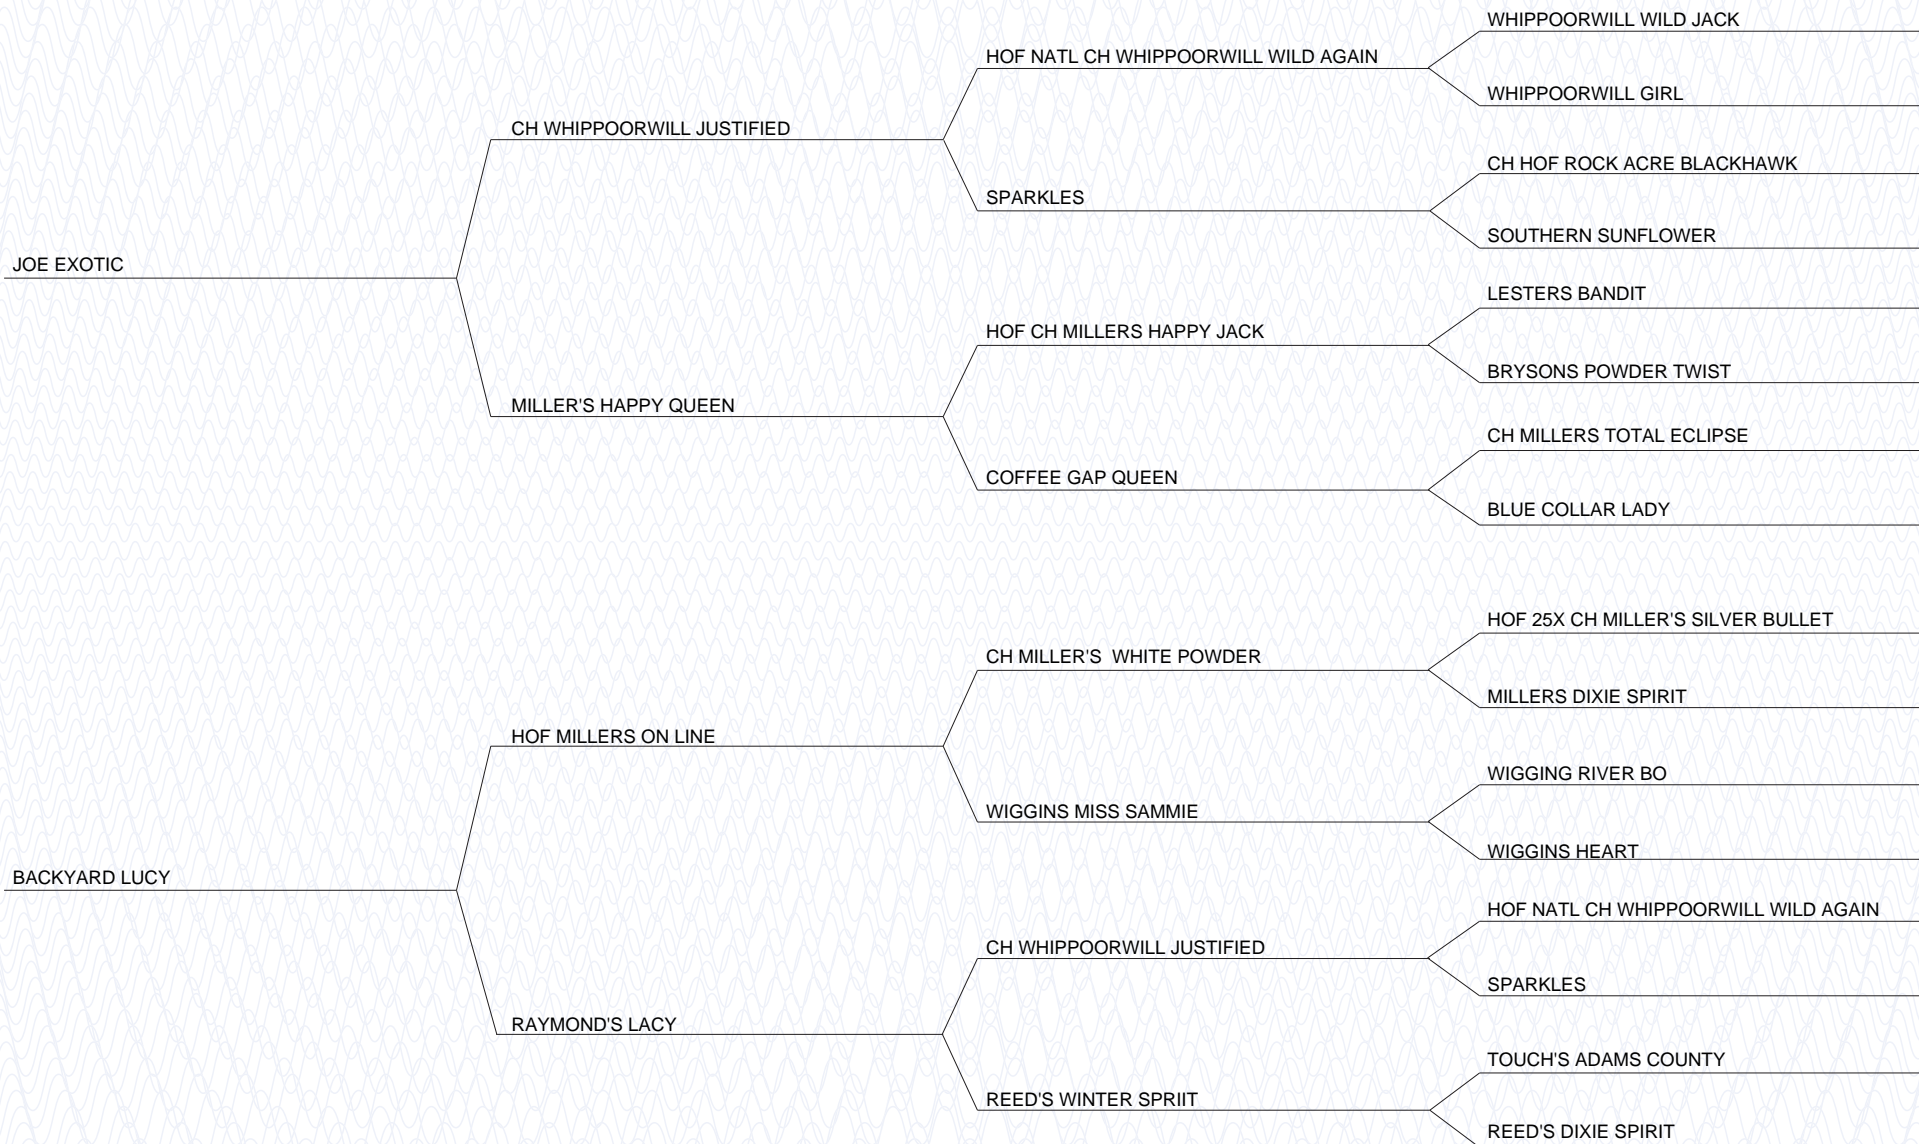 WHIPPOORWILL WILD JACK
HOF NATL CH WHIPPOORWILL WILD AGAIN
WHIPPOORWILL GIRL
CH WHIPPOORWILL JUSTIFIED
CH HOF ROCK ACRE BLACKHAWK
SPARKLES
SOUTHERN SUNFLOWER
JOE EXOTIC
LESTERS BANDIT
HOF CH MILLERS HAPPY JACK
BRYSONS POWDER TWIST
MILLER'S HAPPY QUEEN
CH MILLERS TOTAL ECLIPSE
COFFEE GAP QUEEN
BLUE COLLAR LADY
HOF 25X CH MILLER'S SILVER BULLET
CH MILLER'S  WHITE POWDER
MILLERS DIXIE SPIRIT
HOF MILLERS ON LINE
WIGGING RIVER BO
WIGGINS MISS SAMMIE
WIGGINS HEART
BACKYARD LUCY
HOF NATL CH WHIPPOORWILL WILD AGAIN
CH WHIPPOORWILL JUSTIFIED
SPARKLES
RAYMOND'S LACY
TOUCH'S ADAMS COUNTY
REED'S WINTER SPRIIT
REED'S DIXIE SPIRIT